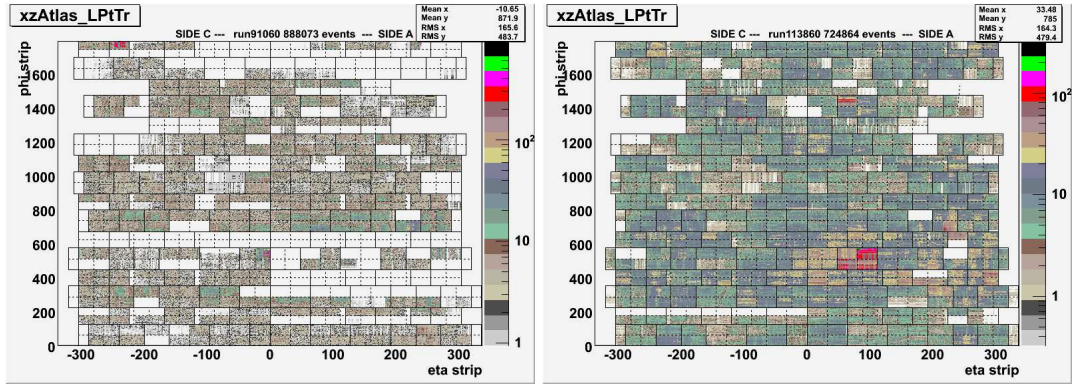 xzAtlas_LPtTr
Mean x -10.65
Mean y 871.9
RMS x 165.6
RMS y 483.7
SIDE C --- run91060 888073 events --- SIDE A
phi strip
1600
1400
1200
1000
800
600
400
200
0
-300 -200 -100 0 100 200 300
eta strip
10²
10
1
xzAtlas_LPtTr
Mean x 33.48
Mean y 785
RMS x 164.3
RMS y 479.4
SIDE C --- run113860 724864 events --- SIDE A
phi strip
1600
1400
1200
1000
800
600
400
200
0
-300 -200 -100 0 100 200 300
eta strip
10²
10
1